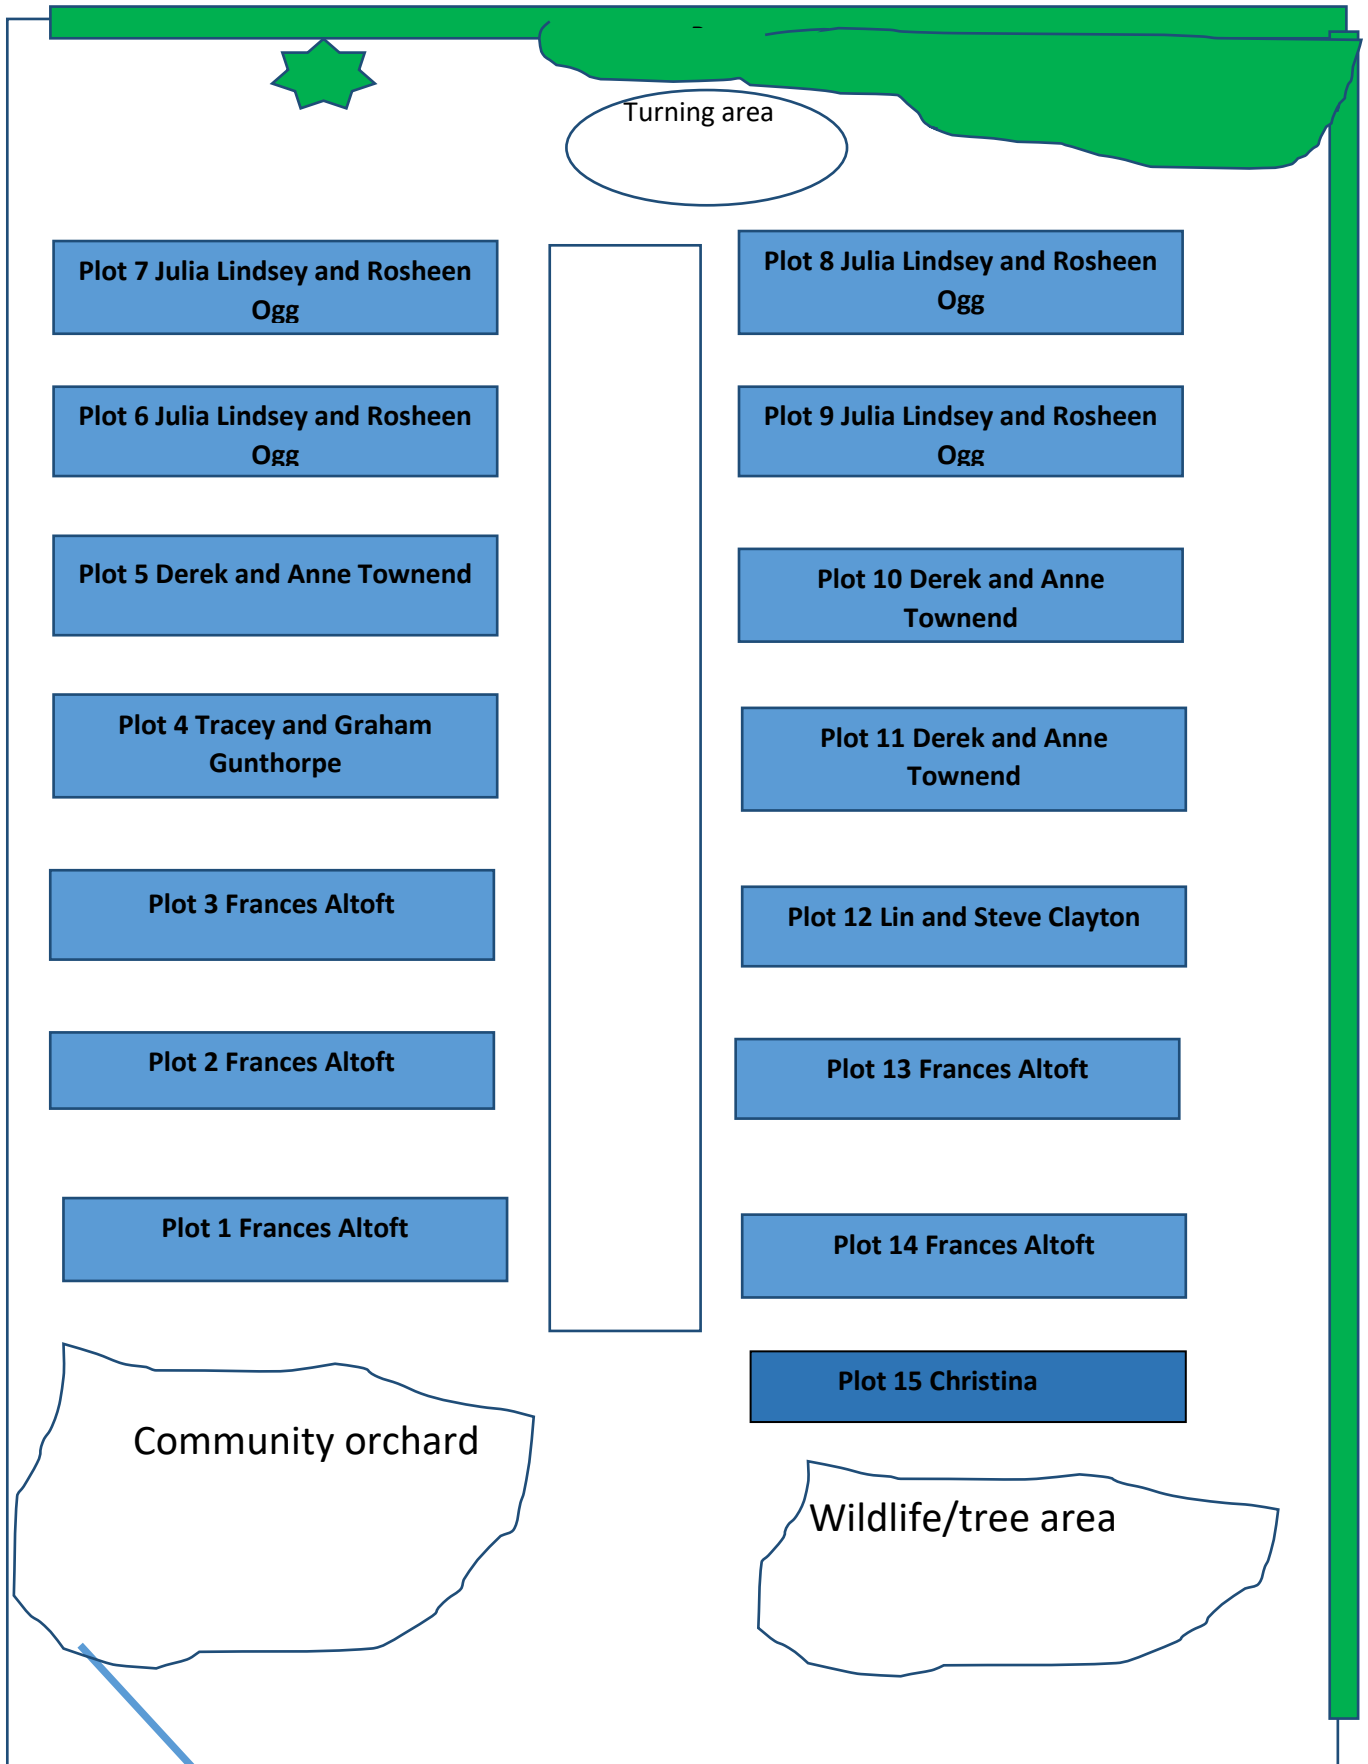 Turning area
Plot 7 Julia Lindsey and Rosheen
Ogg
Plot 8 Julia Lindsey and Rosheen
Ogg
Plot 6 Julia Lindsey and Rosheen
Ogg
Plot 9 Julia Lindsey and Rosheen
Ogg
Plot 5 Derek and Anne Townend
Plot 10 Derek and Anne
Townend
Plot 4 Tracey and Graham
Gunthorpe
Plot 11 Derek and Anne
Townend
Plot 3 Frances Altoft
Plot 12 Lin and Steve Clayton
Plot 2 Frances Altoft
Plot 13 Frances Altoft
Plot 1 Frances Altoft
Plot 14 Frances Altoft
Plot 15 Christina
Community orchard
Wildlife/tree area